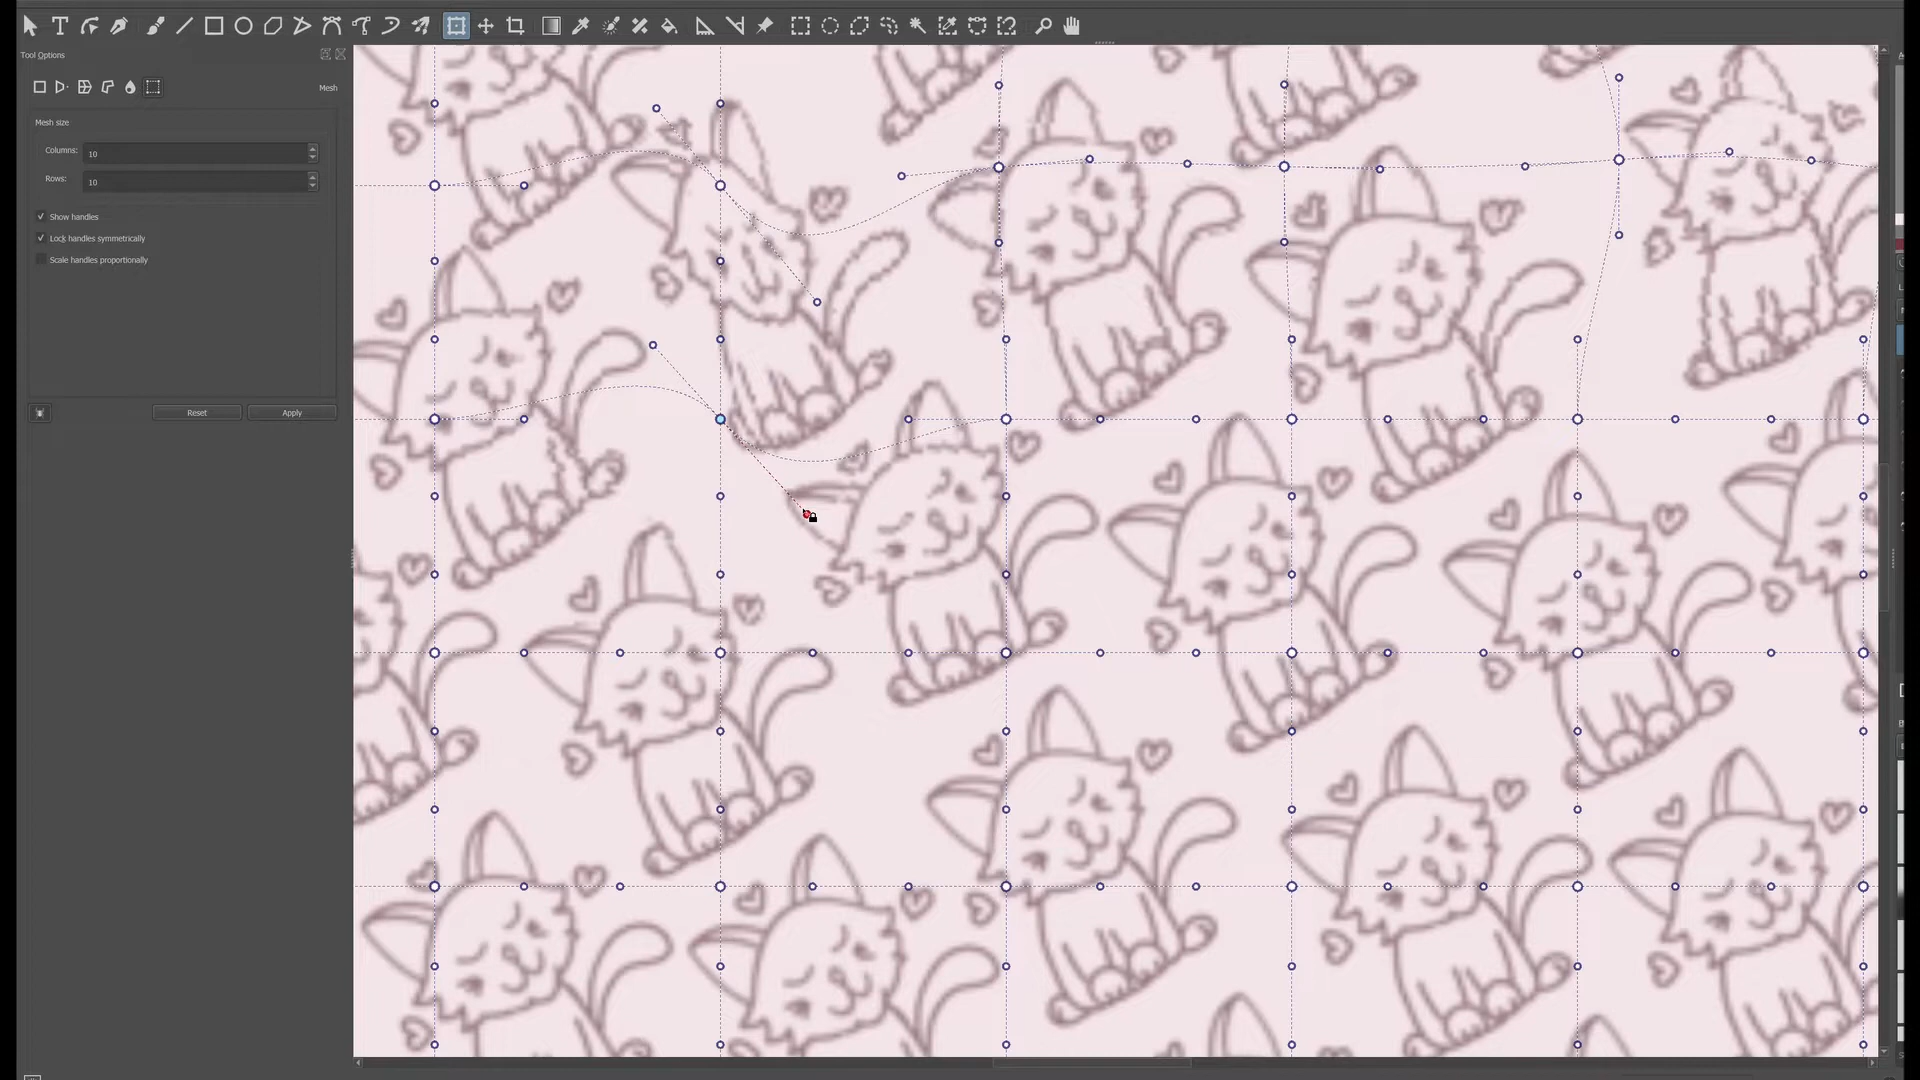 Tool Options
Mesh
Mesh size
Columns: 10
Rows: 10
Show handles
Lock handles symmetrically
Scale handles proportionally
Reset
Apply